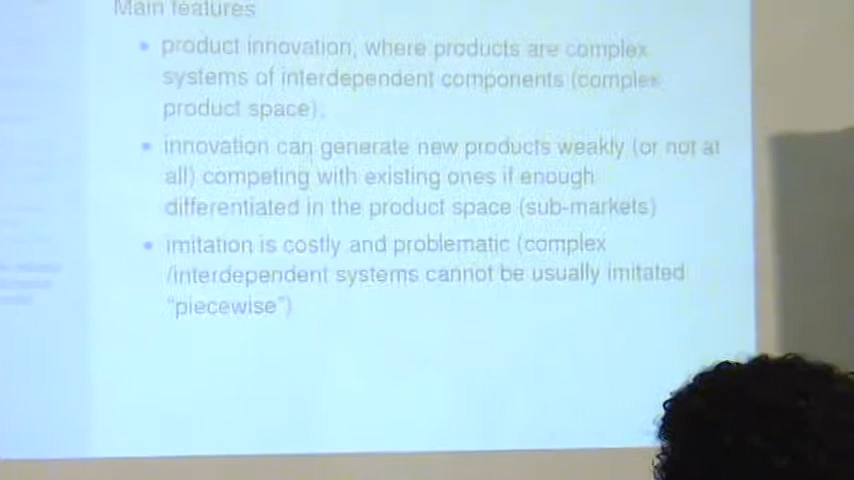 Main features
product innovation, where products are complex
systems of interdependent components (complex
product space).
innovation can generate new products weakly (or not at
all) competing with existing ones if enough
differentiated in the product space (sub-markets)
imitation is costly and problematic (complex
/interdependent systems cannot be usually imitated
“piecewise”)